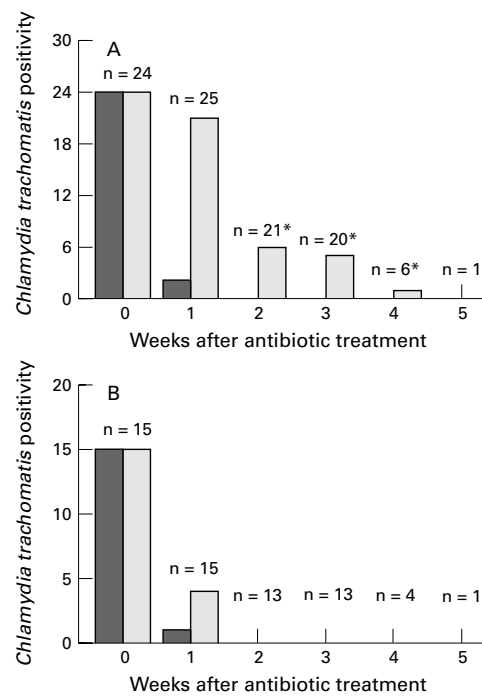 30
24
18
12
6
0
Chlamydia trachomatis positivity
A
n = 24
n = 25
n = 21*
n = 20*
n = 6*
n = 1
0 1 2 3 4 5
Weeks after antibiotic treatment
20
15
10
5
0
Chlamydia trachomatis positivity
B
n = 15
n = 15
n = 13
n = 13
n = 4
n = 1
0 1 2 3 4 5
Weeks after antibiotic treatment